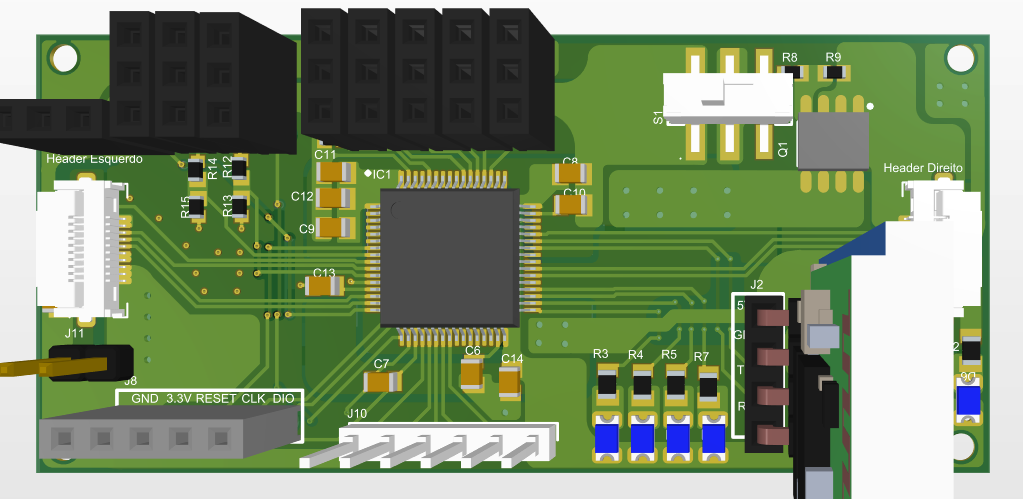 R8
R9
S1
Q1
C11
Header Esquerdo
R14
R12
IC1
C8
Header Direito
C12
C10
R15
R13
C9
C13
J2
J11
C6
C14
R3
R4
R5
R7
C7
J8
GND 3.3V RESET CLK DIO
J10